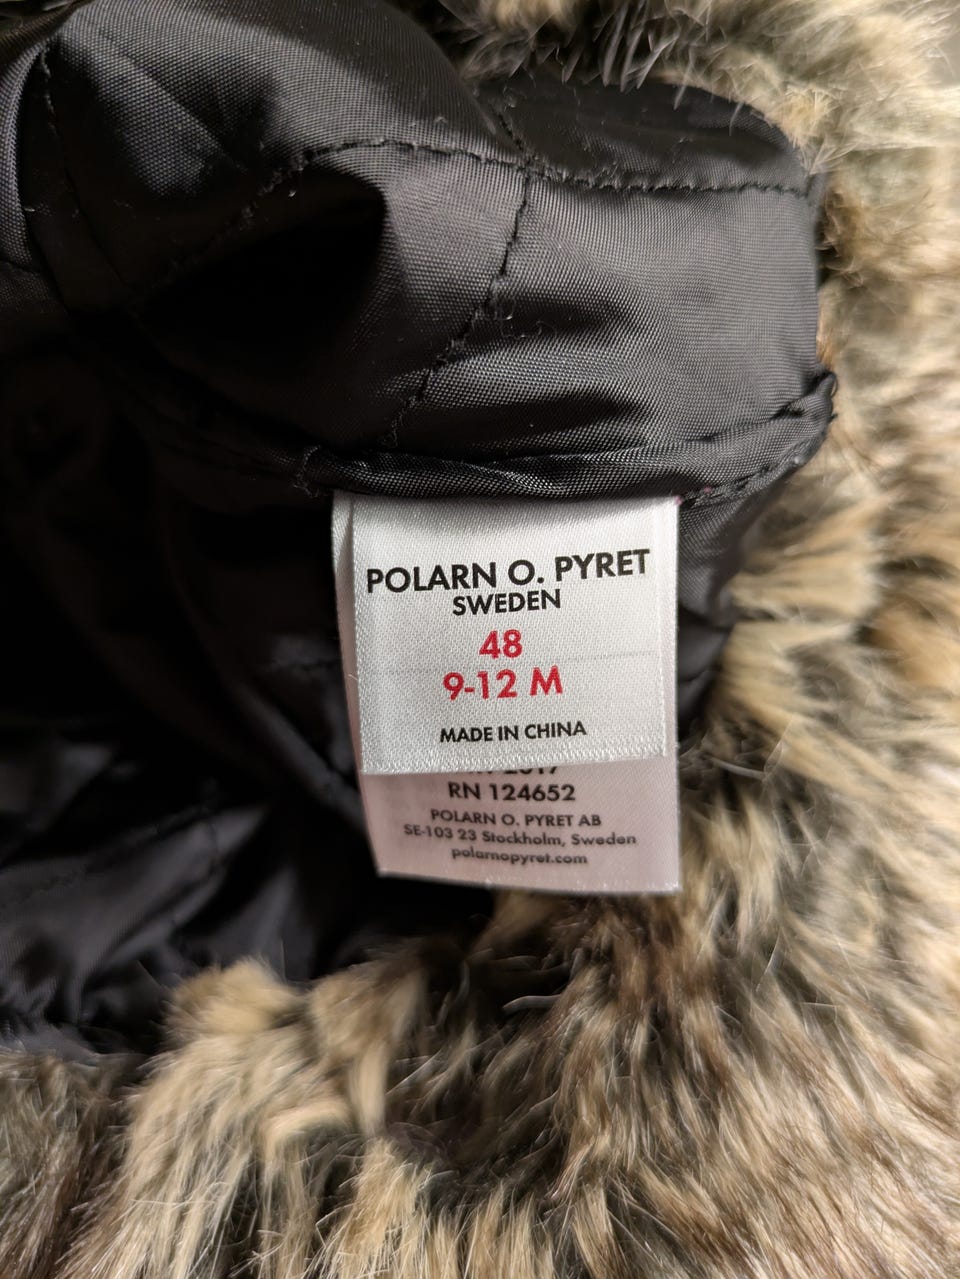 POLARN O. PYRET
SWEDEN
48
9-12 M
MADE IN CHINA
2017
RN 124652
POLARN O. PYRET AB
SE-103 23 Stockholm, Sweden
polarnopyret.com